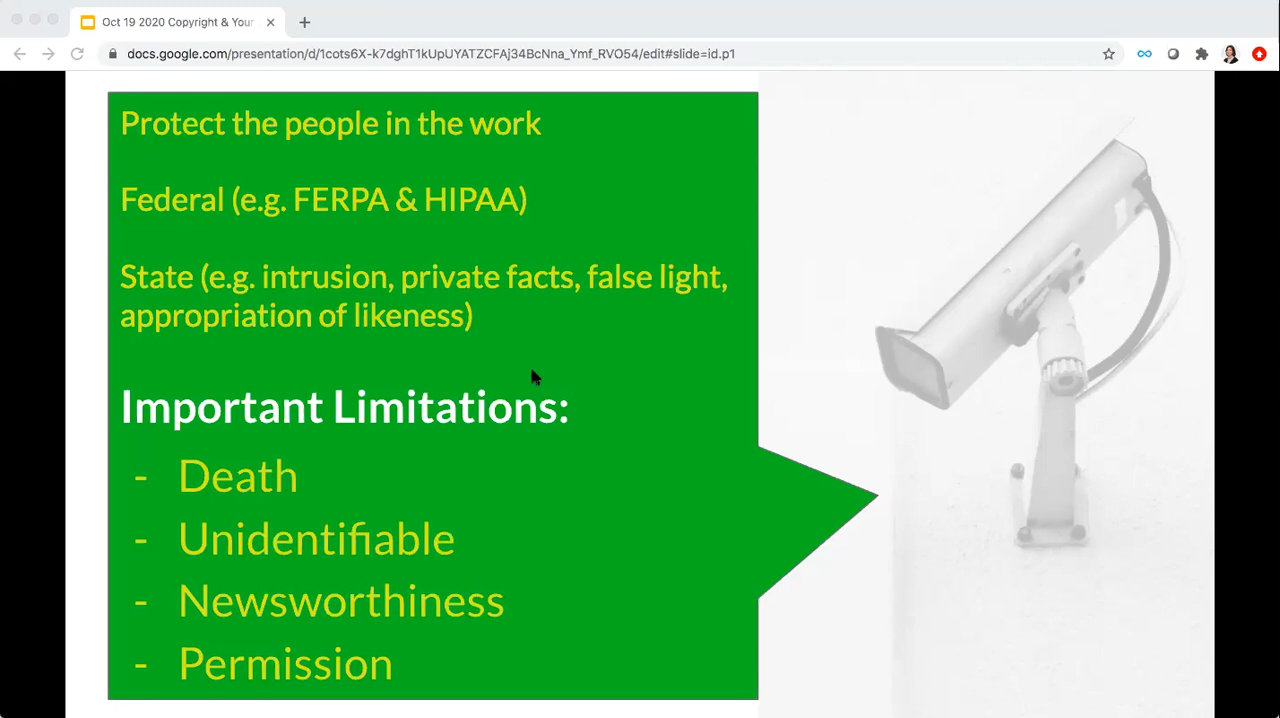 Oct 19 2020 Copyright & Your
docs.google.com/presentation/d/1cots6X-k7dghT1kUpUYATZCFAj34BcNna_Ymf_RVO54/edit#slide=id.p1
Protect the people in the work
Federal (e.g. FERPA & HIPAA)
State (e.g. intrusion, private facts, false light,
appropriation of likeness)
Important Limitations:
- Death
- Unidentifiable
- Newsworthiness
- Permission